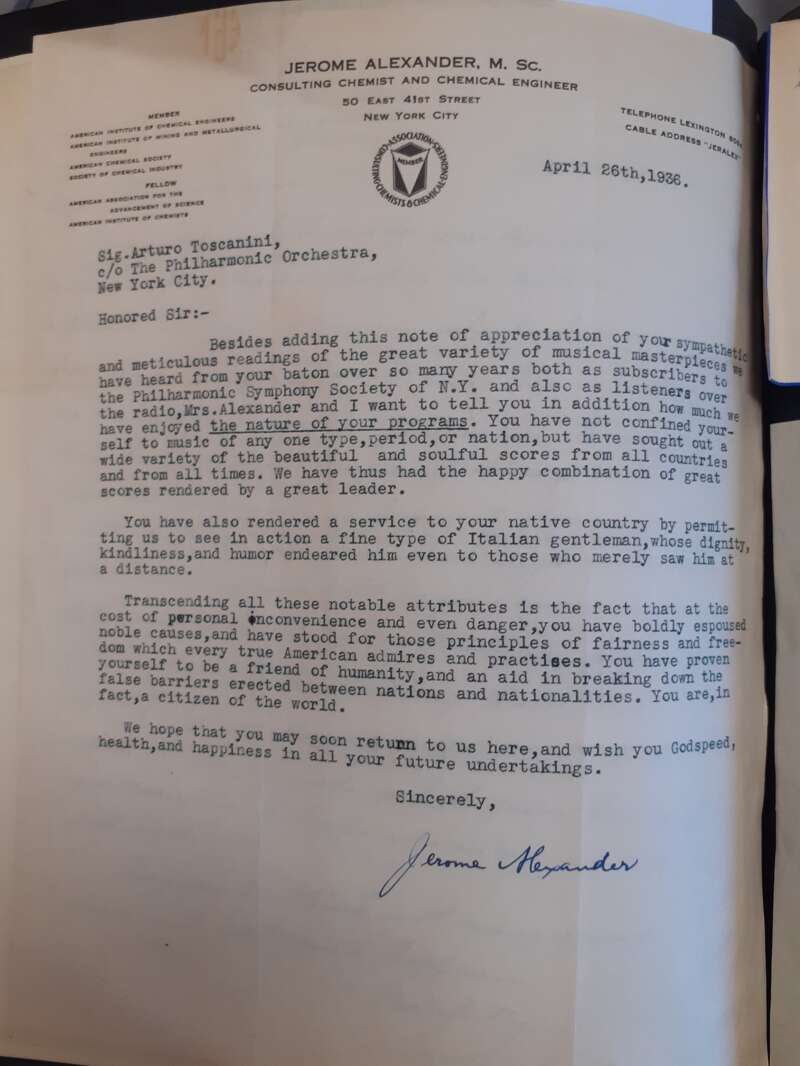 JEROME ALEXANDER, M. Sc.
CONSULTING CHEMIST AND CHEMICAL ENGINEER
50 EAST 41ST STREET
NEW YORK CITY
MEMBER
AMERICAN INSTITUTE OF CHEMICAL ENGINEERS
AMERICAN INSTITUTE OF MINING AND METALLURGICAL
ENGINEERS
AMERICAN CHEMICAL SOCIETY
SOCIETY OF CHEMICAL INDUSTRY
FELLOW
AMERICAN ASSOCIATION FOR THE
ADVANCEMENT OF SCIENCE
AMERICAN INSTITUTE OF CHEMISTS
ASSOCIATION CONSULTING CHEMISTS & CHEMICAL ENGINEERS
MEMBER
TELEPHONE LEXINGTON
CABLE ADDRESS "JERALEX"
April 26th,1936.
Sig.Arturo Toscanini,
c/o The Philharmonic Orchestra,
New York City.
Honored Sir:-
Besides adding this note of appreciation of your sympathetic
and meticulous readings of the great variety of musical masterpieces we
have heard from your baton over so many years both as subscribers to
the Philharmonic Symphony Society of N.Y. and also as listeners over
the radio,Mrs.Alexander and I want to tell you in addition how much we
have enjoyed the nature of your programs. You have not confined your-
self to music of any one type,period,or nation,but have sought out a
wide variety of the beautiful and soulful scores from all countries
and from all times. We have thus had the happy combination of great
scores rendered by a great leader.
You have also rendered a service to your native country by permit-
ting us to see in action a fine type of Italian gentleman,whose dignity,
kindliness,and humor endeared him even to those who merely saw him at
a distance.
Transcending all these notable attributes is the fact that at the
cost of personal inconvenience and even danger,you have boldly espoused
noble causes,and have stood for those principles of fairness and free-
dom which every true American admires and practises. You have proven
yourself to be a friend of humanity,and an aid in breaking down the
false barriers erected between nations and nationalities. You are,in
fact,a citizen of the world.
We hope that you may soon return to us here,and wish you Godspeed,
health,and happiness in all your future undertakings.
Sincerely,
Jerome Alexander